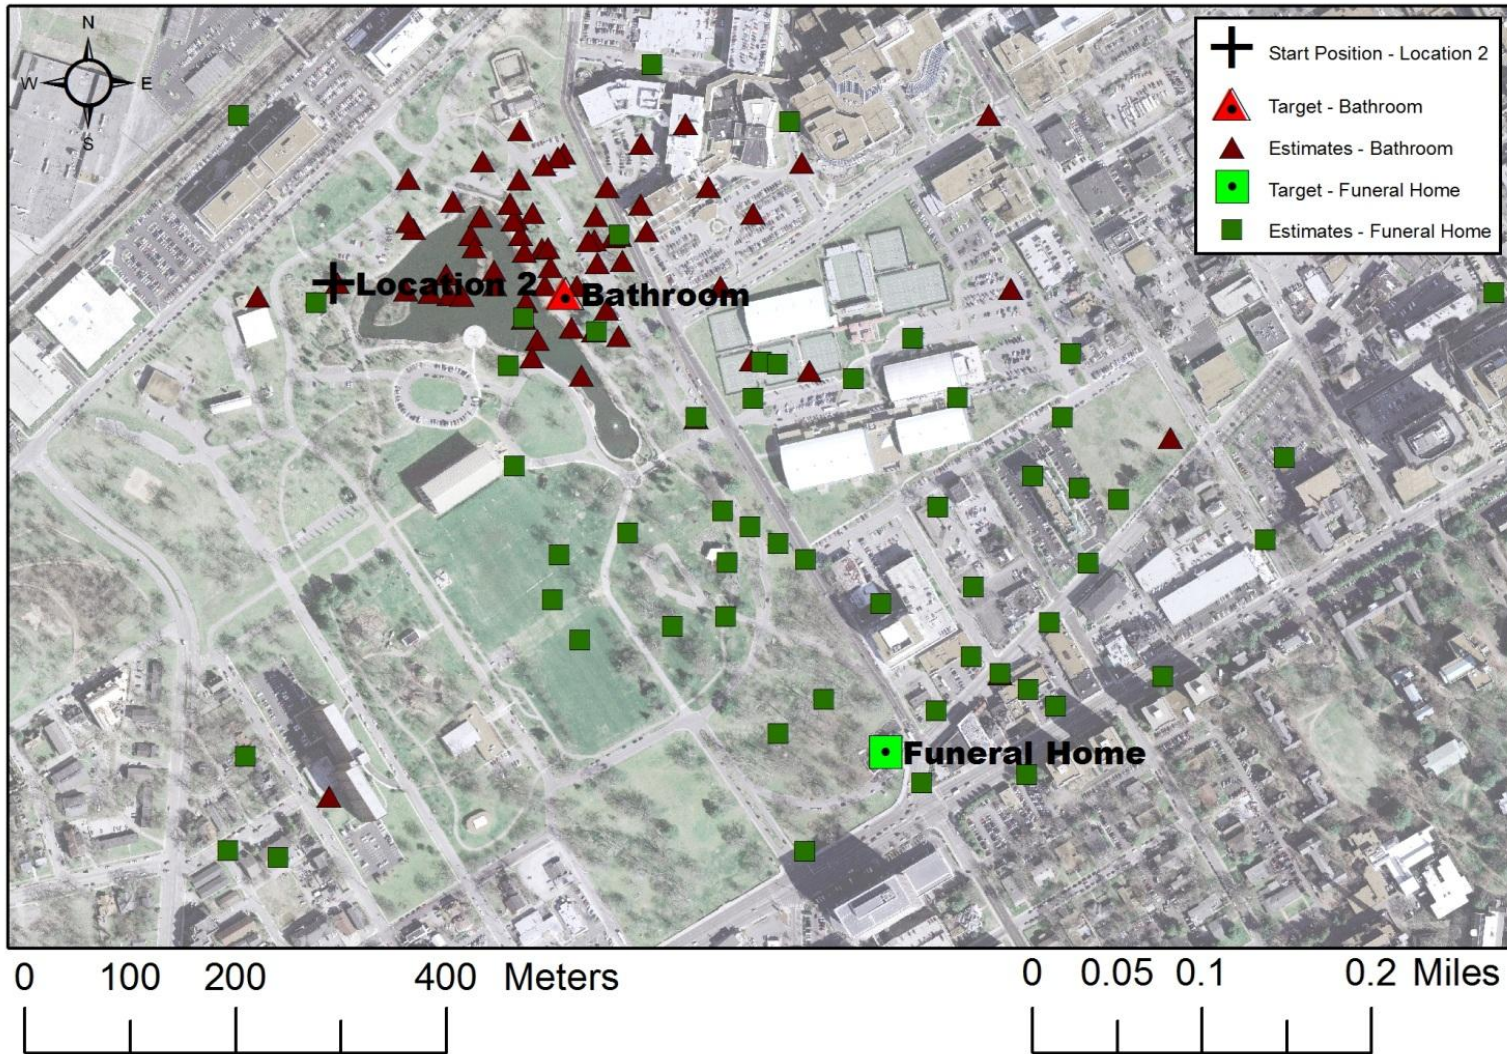 N
W
E
S
Start Position - Location 2
Target - Bathroom
Estimates - Bathroom
Target - Funeral Home
Estimates - Funeral Home
Location 2
Bathroom
Funeral Home
0 100 200 400 Meters
0 0.05 0.1 0.2 Miles